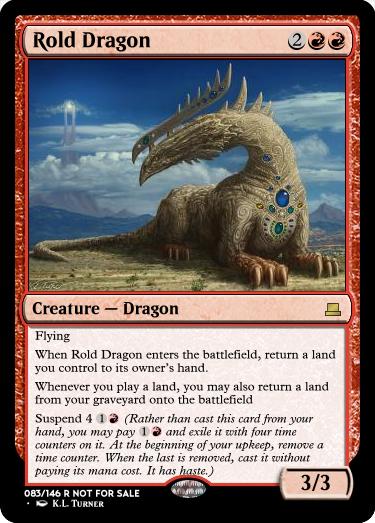 Rold Dragon 2
Creature — Dragon
Flying
When Rold Dragon enters the battlefield, return a land
you control to its owner's hand.
Whenever you play a land, you may also return a land
from your graveyard onto the battlefield
Suspend 4 1 (Rather than cast this card from your
hand, you may pay 1 and exile it with four time
counters on it. At the beginning of your upkeep, remove a
time counter. When the last is removed, cast it without
paying its mana cost. It has haste.)
3/3
083/146 R NOT FOR SALE
K.L. Turner